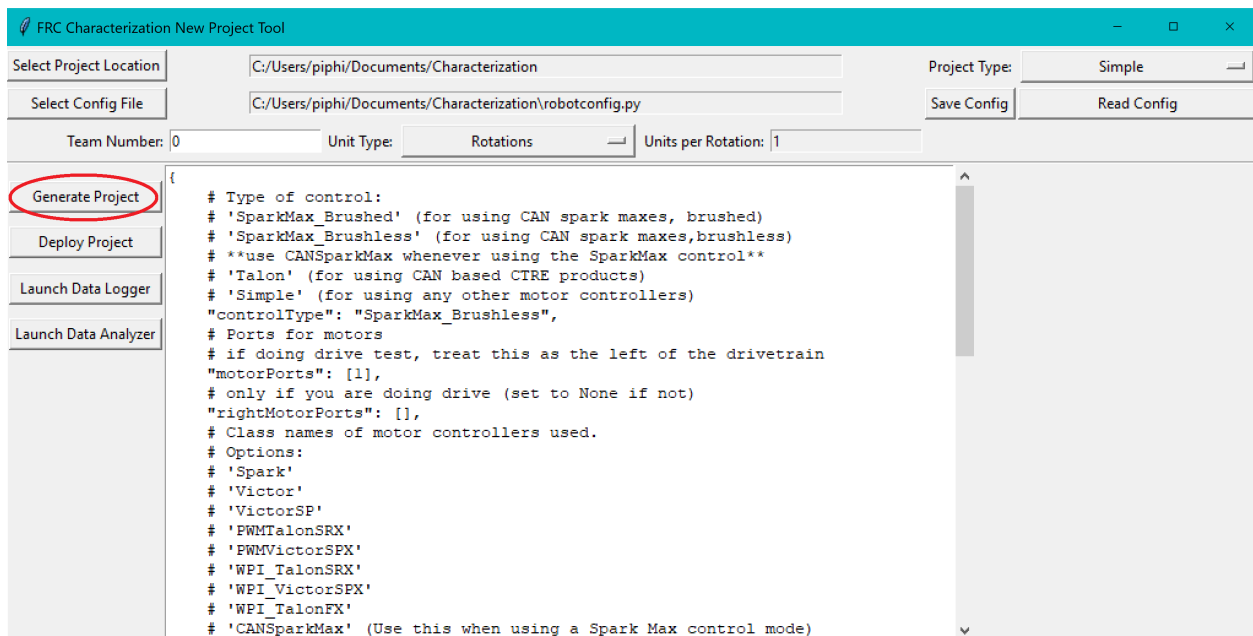 FRC Characterization New Project Tool
Select Project Location C:/Users/piphi/Documents/Characterization Project Type: Simple
Select Config File C:/Users/piphi/Documents/Characterization\robotconfig.py Save Config Read Config
Team Number: 0 Unit Type: Rotations Units per Rotation: 1
Generate Project
Deploy Project
Launch Data Logger
Launch Data Analyzer
{
# Type of control:
# 'SparkMax_Brushed' (for using CAN spark maxes, brushed)
# 'SparkMax_Brushless' (for using CAN spark maxes,brushless)
# **use CANSparkMax whenever using the SparkMax control**
# 'Talon' (for using CAN based CTRE products)
# 'Simple' (for using any other motor controllers)
"controlType": "SparkMax_Brushless",
# Ports for motors
# if doing drive test, treat this as the left of the drivetrain
"motorPorts": [1],
# only if you are doing drive (set to None if not)
"rightMotorPorts": [],
# Class names of motor controllers used.
# Options:
# 'Spark'
# 'Victor'
# 'VictorSP'
# 'PWMTalonSRX'
# 'PWMVictorSPX'
# 'WPI_TalonSRX'
# 'WPI_VictorSPX'
# 'WPI_TalonFX'
# 'CANSparkMax' (Use this when using a Spark Max control mode)